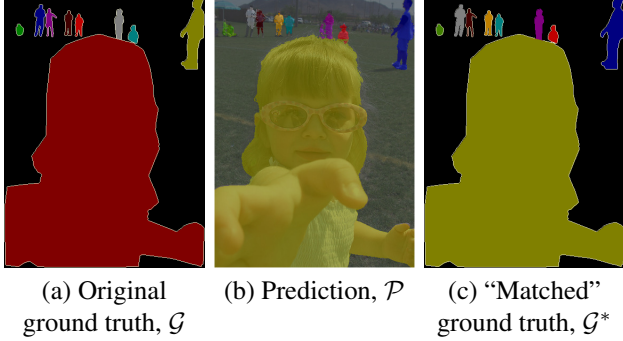 (a) Original
ground truth, 𝒢
(b) Prediction, 𝒫
(c) “Matched”
ground truth, 𝒢*